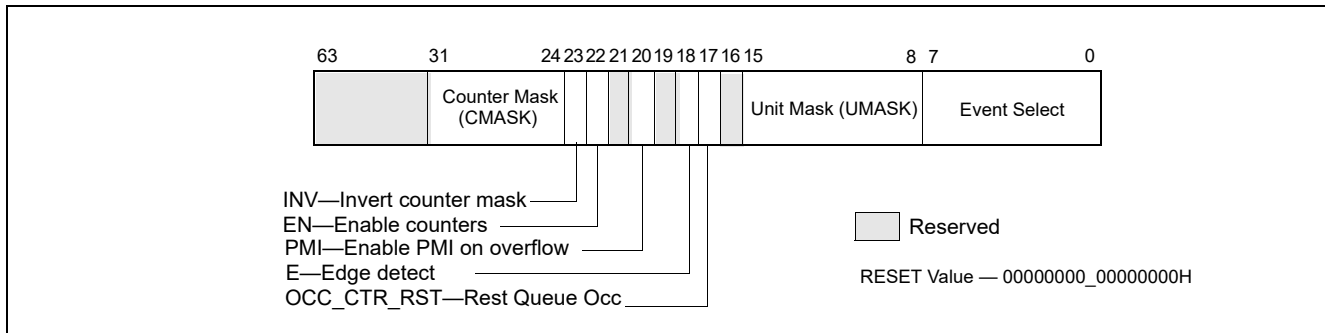 63 31 24 23 22 21 20 19 18 17 16 15 8 7 0
Counter Mask
(CMASK)
Unit Mask (UMASK)
Event Select
INV—Invert counter mask
EN—Enable counters
PMI—Enable PMI on overflow
E—Edge detect
OCC_CTR_RST—Rest Queue Occ
Reserved
RESET Value — 00000000_00000000H